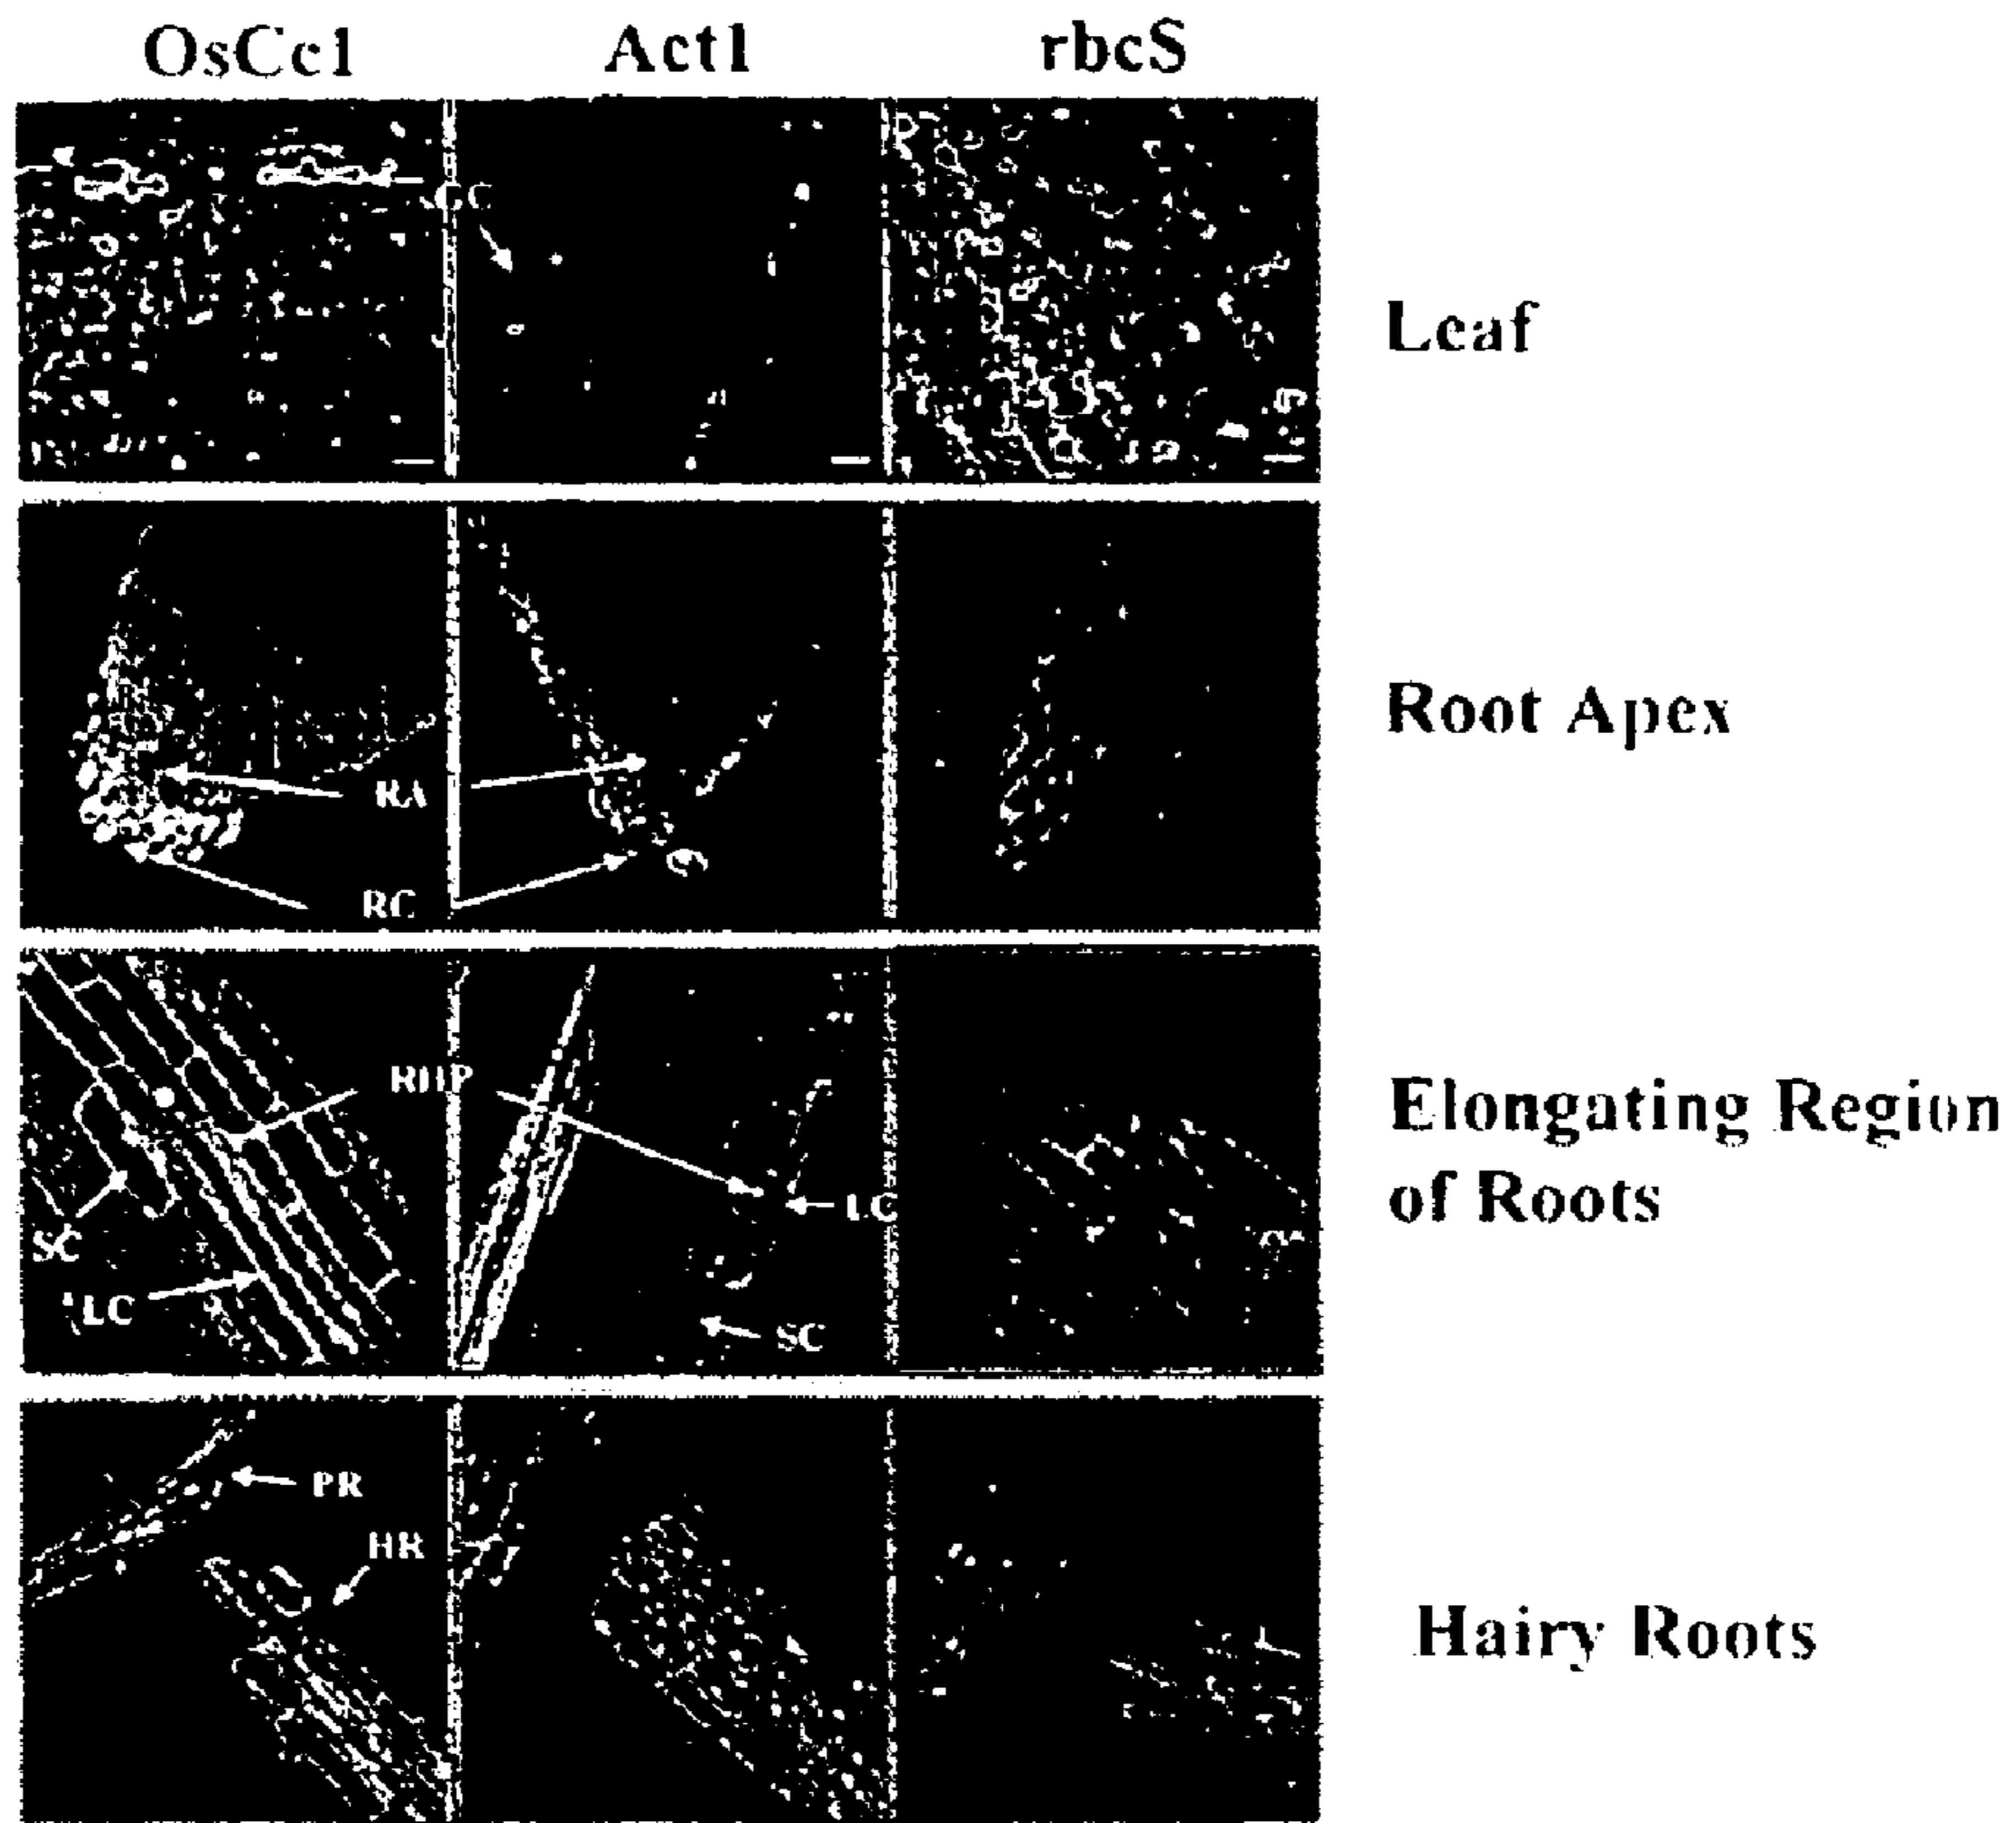 OsCc1 Act1 rbcS
GC
Leaf
Root Apex
RA
RC
RHP
Elongating Region
of Roots
LC
SC
LC
SC
PR
HR
Hairy Roots